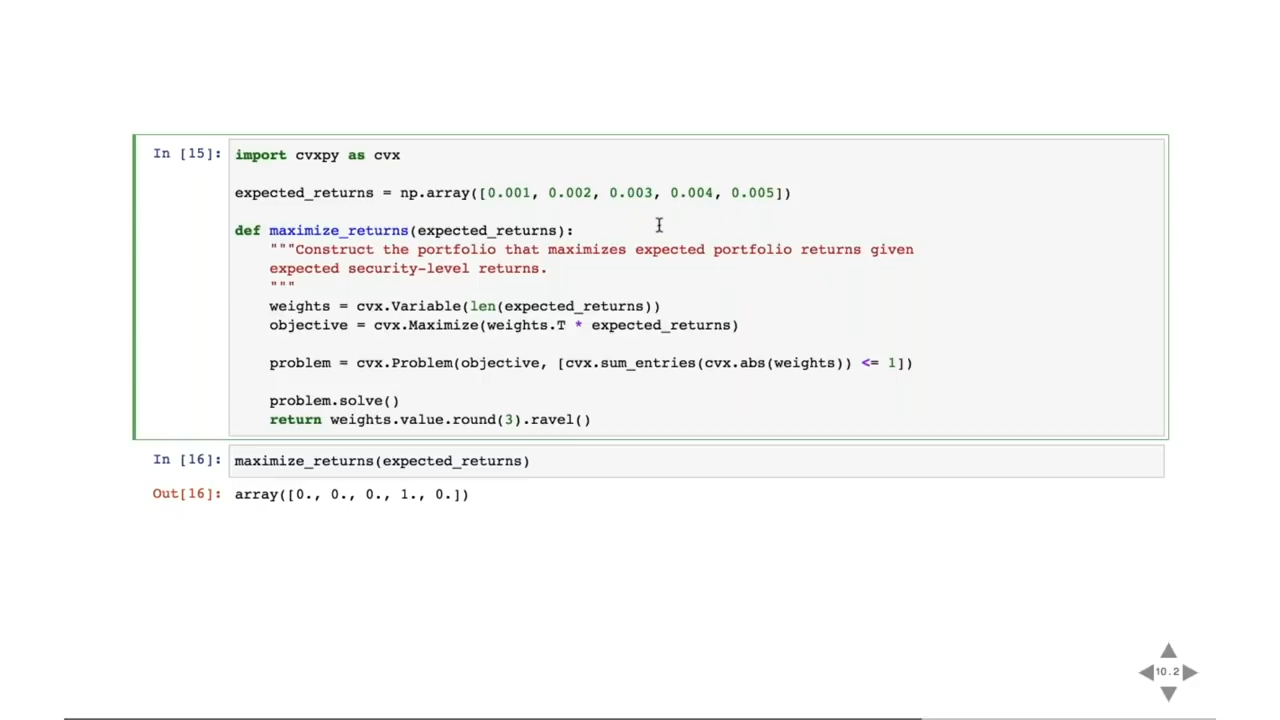 In [15]: import cvxpy as cvx
expected_returns = np.array([0.001, 0.002, 0.003, 0.004, 0.005])
def maximize_returns(expected_returns):
"""Construct the portfolio that maximizes expected portfolio returns given
expected security-level returns.
"""
weights = cvx.Variable(len(expected_returns))
objective = cvx.Maximize(weights.T * expected_returns)
problem = cvx.Problem(objective, [cvx.sum_entries(cvx.abs(weights)) <= 1])
problem.solve()
return weights.value.round(3).ravel()
In [16]: maximize_returns(expected_returns)
Out[16]: array([0., 0., 0., 1., 0.])
10.2